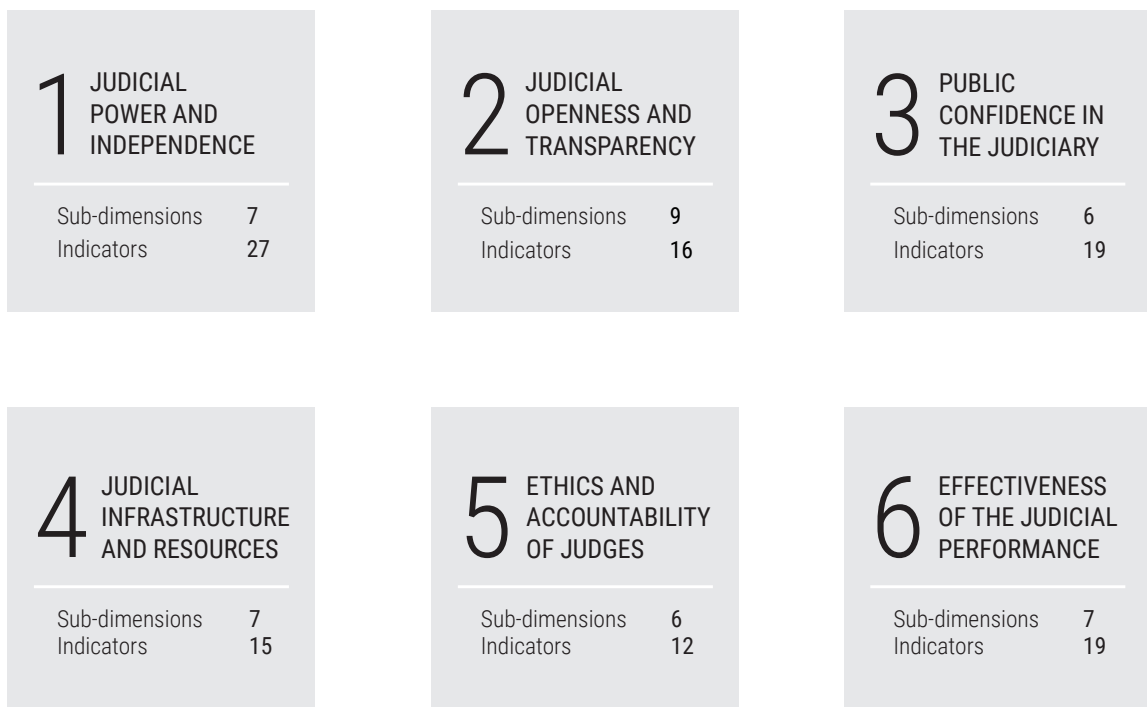 1
JUDICIAL
POWER AND
INDEPENDENCE
Sub-dimensions 7
Indicators 27
2
JUDICIAL
OPENNESS AND
TRANSPARENCY
Sub-dimensions 9
Indicators 16
3
PUBLIC
CONFIDENCE IN
THE JUDICIARY
Sub-dimensions 6
Indicators 19
4
JUDICIAL
INFRASTRUCTURE
AND RESOURCES
Sub-dimensions 7
Indicators 15
5
ETHICS AND
ACCOUNTABILITY
OF JUDGES
Sub-dimensions 6
Indicators 12
6
EFFECTIVENESS
OF THE JUDICIAL
PERFORMANCE
Sub-dimensions 7
Indicators 19